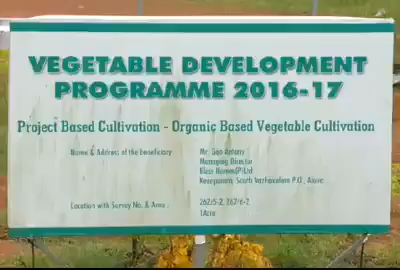 VEGETABLE DEVELOPMENT
PROGRAMME 2016-17
Project Based Cultivation - Organic Based Vegetable Cultivation
Name & Address of the beneficiary
Mr. Antony
Managing Director
Homes(P)Ltd
South Vazhakulam P.O., Aluva
Location with Survey No. & Area
262/5-2, 262/6-2
1Acre